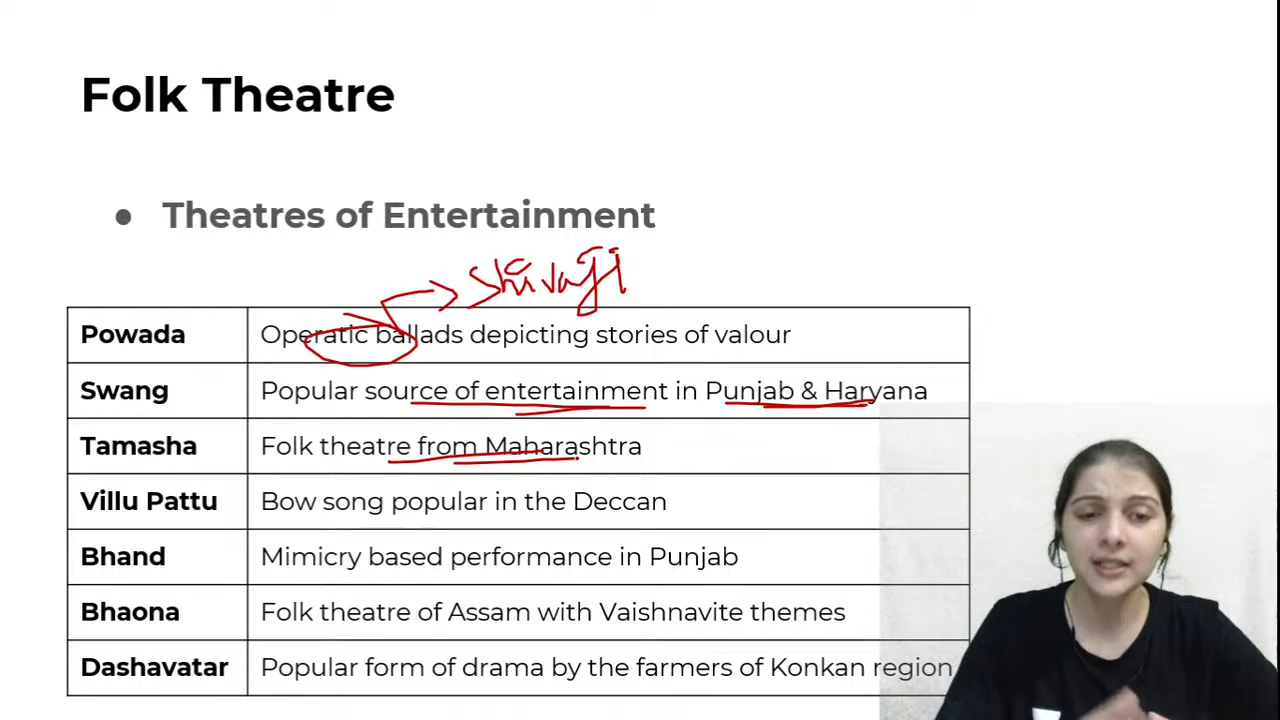 Folk Theatre
● Theatres of Entertainment
Shivaji
Powada Operatic ballads depicting stories of valour
Swang Popular source of entertainment in Punjab & Haryana
Tamasha Folk theatre from Maharashtra
Villu Pattu Bow song popular in the Deccan
Bhand Mimicry based performance in Punjab
Bhaona Folk theatre of Assam with Vaishnavite themes
Dashavatar Popular form of drama by the farmers of Konkan region